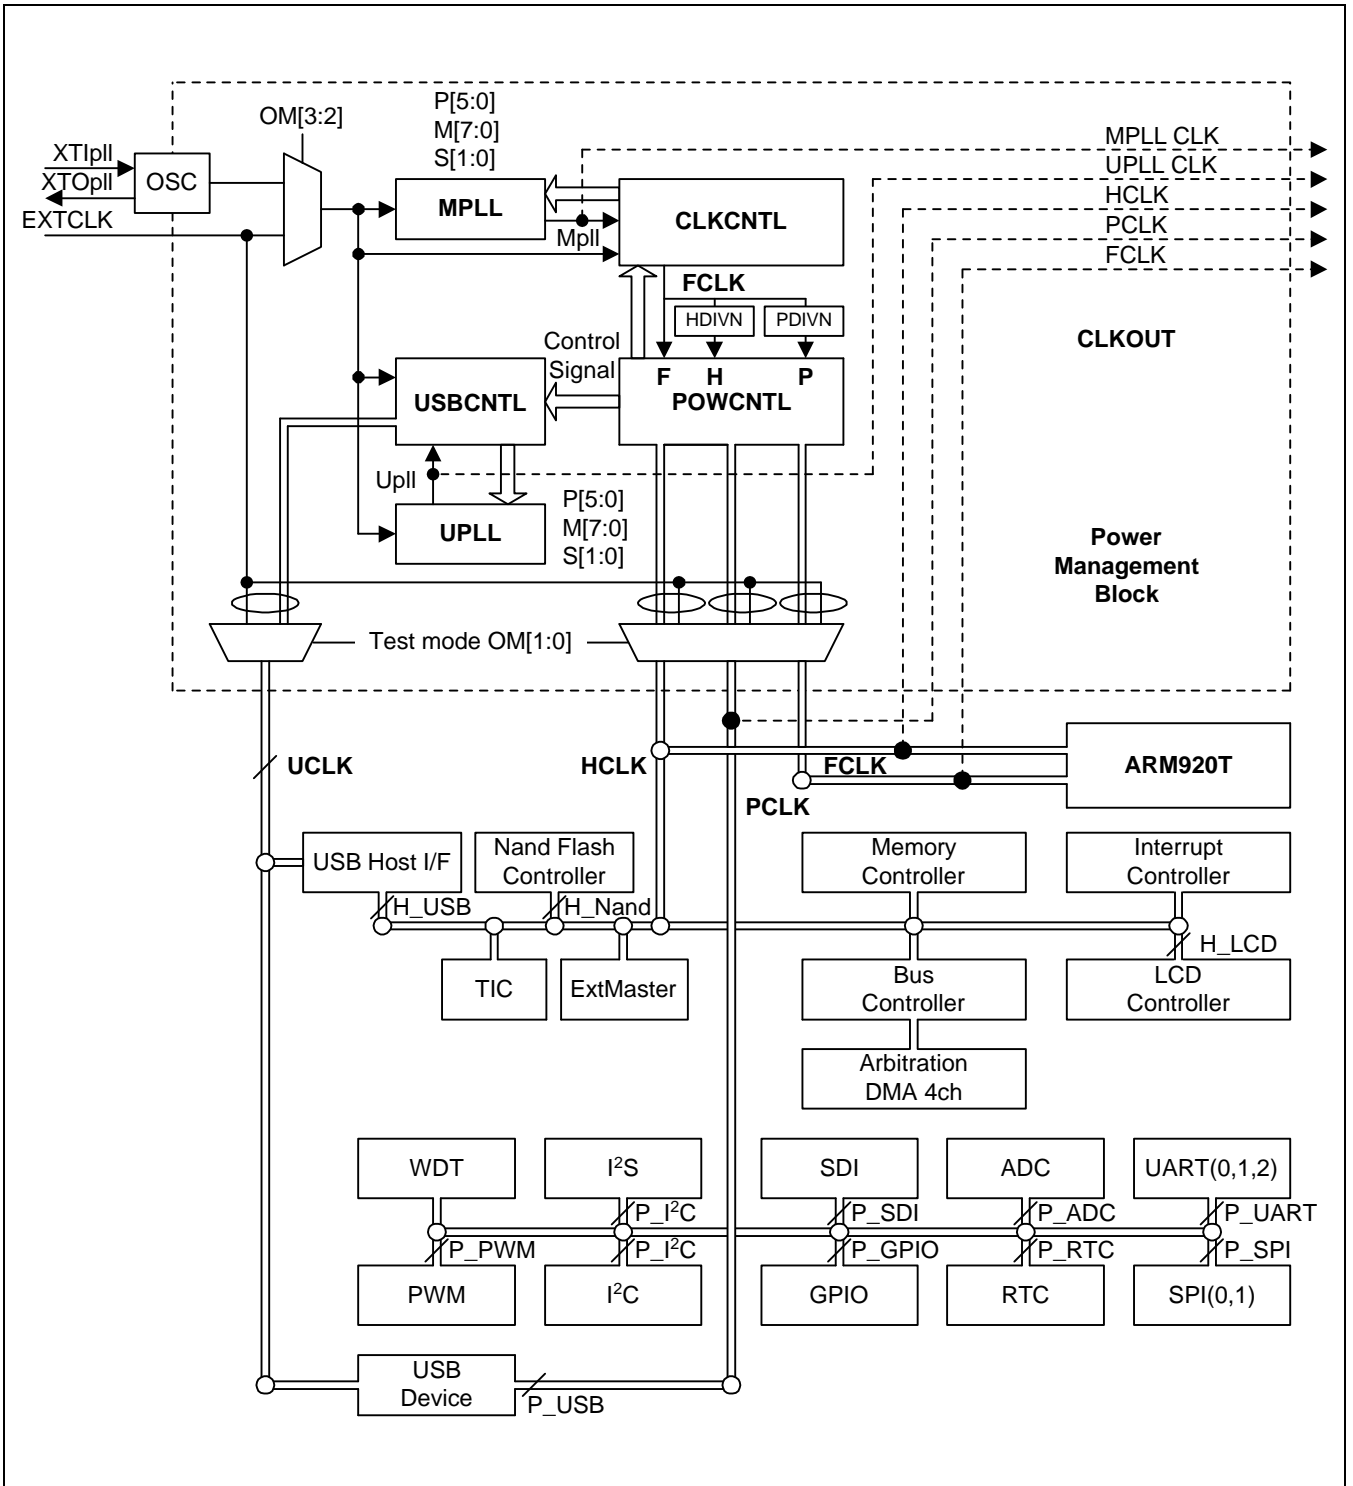 P[5:0]
M[7:0]
S[1:0]
OM[3:2]
MPLL CLK
UPLL CLK
HCLK
PCLK
FCLK
XTIpll
XTOpll
EXTCLK
OSC
MPLL
Mpll
CLKCNTL
FCLK
HDIVN
PDIVN
CLKOUT
Control
Signal
F H P
POWCNTL
USBCNTL
Upll
UPLL
P[5:0]
M[7:0]
S[1:0]
Power
Management
Block
Test mode OM[1:0]
UCLK
HCLK
FCLK
PCLK
ARM920T
USB Host I/F
Nand Flash
Controller
Memory
Controller
Interrupt
Controller
H_USB
H_Nand
H_LCD
TIC
ExtMaster
Bus
Controller
LCD
Controller
Arbitration
DMA 4ch
WDT
I²S
SDI
ADC
UART(0,1,2)
P_I²C
P_SDI
P_ADC
P_UART
P_PWM
P_I²C
P_GPIO
P_RTC
P_SPI
PWM
I²C
GPIO
RTC
SPI(0,1)
USB
Device
P_USB